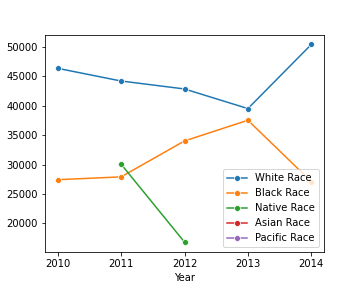 50000
45000
40000
35000
30000
25000
20000
2010 2011 2012 2013 2014
Year
White Race
Black Race
Native Race
Asian Race
Pacific Race